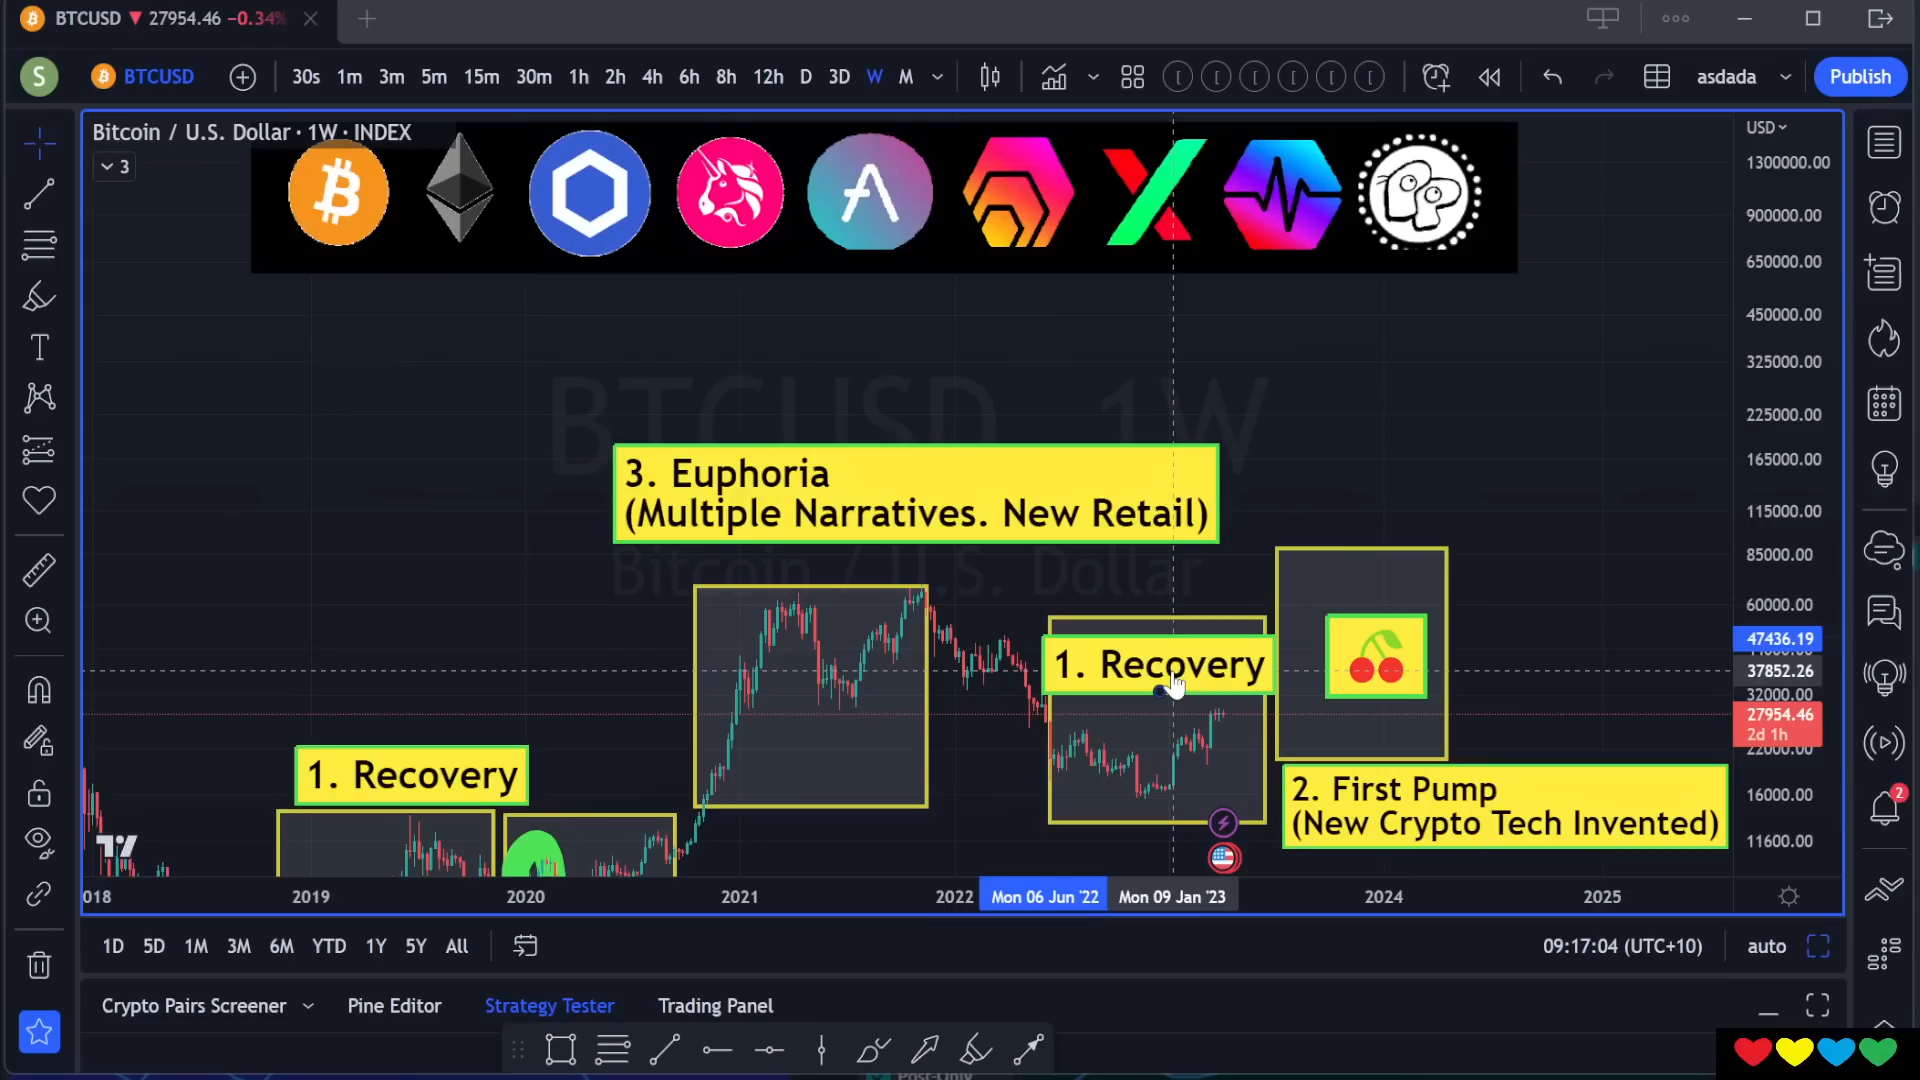 BTCUSD 27954.46 −0.34%
S BTCUSD 30s 1m 3m 5m 15m 30m 1h 2h 4h 6h 8h 12h D 3D W M asdada Publish
Bitcoin / U.S. Dollar · 1W · INDEX
3
USD
1300000.00
900000.00
650000.00
450000.00
325000.00
225000.00
165000.00
115000.00
85000.00
60000.00
47436.19
37852.26
32000.00
27954.46
2d 1h
22000.00
16000.00
11600.00
BTCUSD, 1W
Bitcoin / U.S. Dollar
3. Euphoria
(Multiple Narratives. New Retail)
1. Recovery
1. Recovery
2. First Pump
(New Crypto Tech Invented)
018 2019 2020 2021 2022 Mon 06 Jun '22 Mon 09 Jan '23 2024 2025
1D 5D 1M 3M 6M YTD 1Y 5Y All 09:17:04 (UTC+10) auto
2
Crypto Pairs Screener Pine Editor Strategy Tester Trading Panel
Post-Only